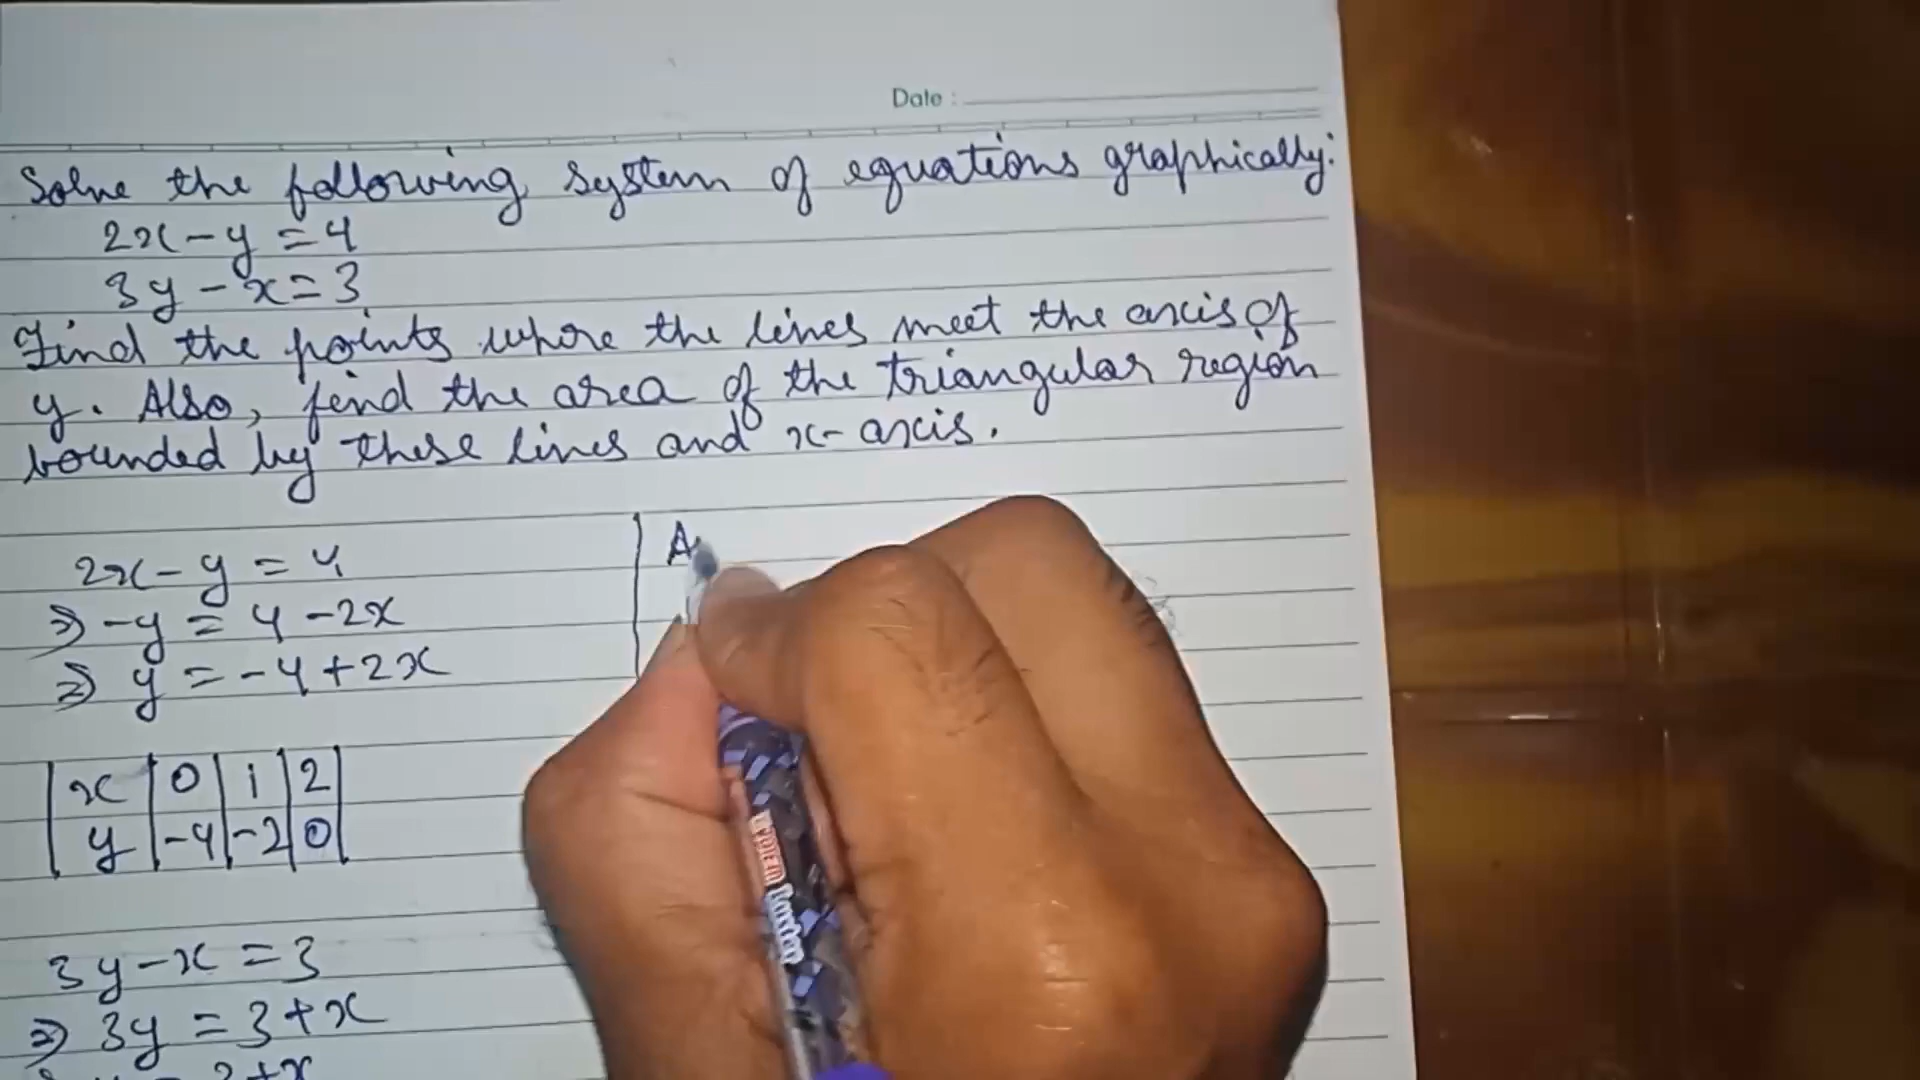 Date :
Solve the following system of equations graphically:
2x - y = 4
3y - x = 3
Find the points where the lines meet the axis of
y. Also, find the area of the triangular region
bounded by these lines and x-axis.
2x - y = 4
⇒ -y = 4 - 2x
⇒ y = -4 + 2x
x | 0 | 1 | 2
y | -4 | -2 | 0
3y - x = 3
⇒ 3y = 3 + x
A